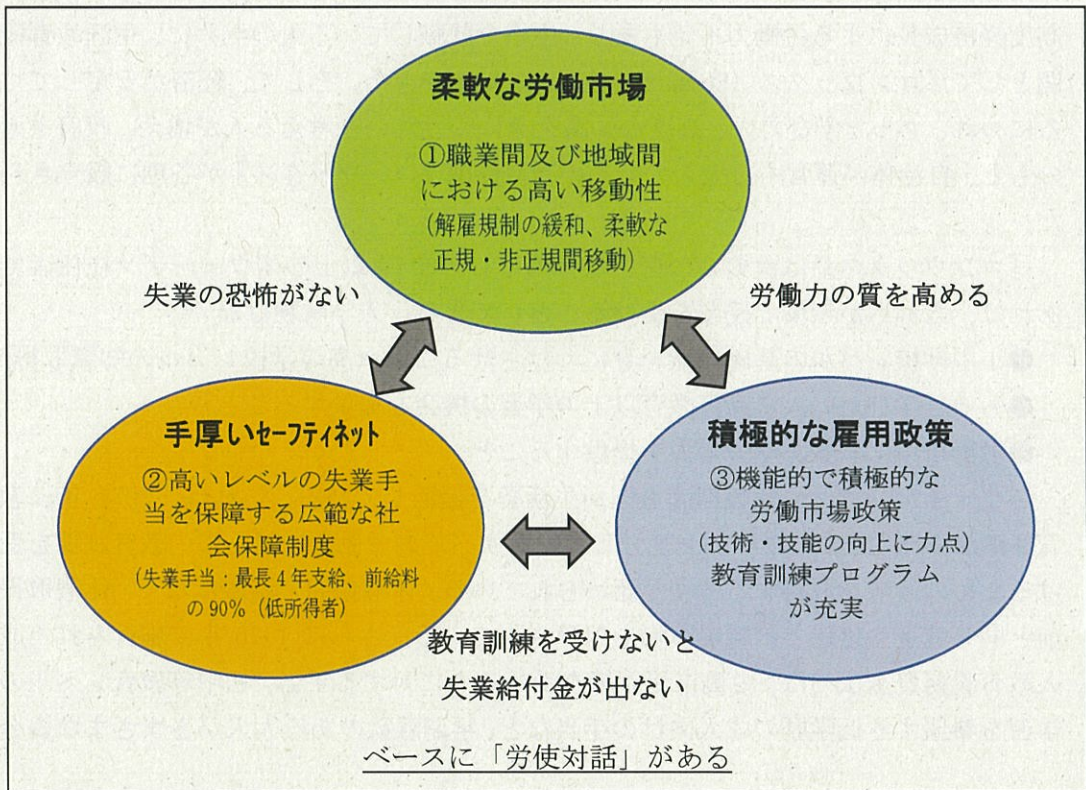 柔軟な労働市場
①職業間及び地域間
における高い移動性
(解雇規制の緩和、柔軟な
正規・非正規間移動)
失業の恐怖がない
労働力の質を高める
手厚いセーフティネット
②高いレベルの失業手
当を保障する広範な社
会保障制度
(失業手当:最長4年支給、前給料
の90%(低所得者)
積極的な雇用政策
③機能的で積極的な
労働市場政策
(技術・技能の向上に力点)
教育訓練プログラム
が充実
教育訓練を受けないと
失業給付金が出ない
ベースに「労使対話」がある